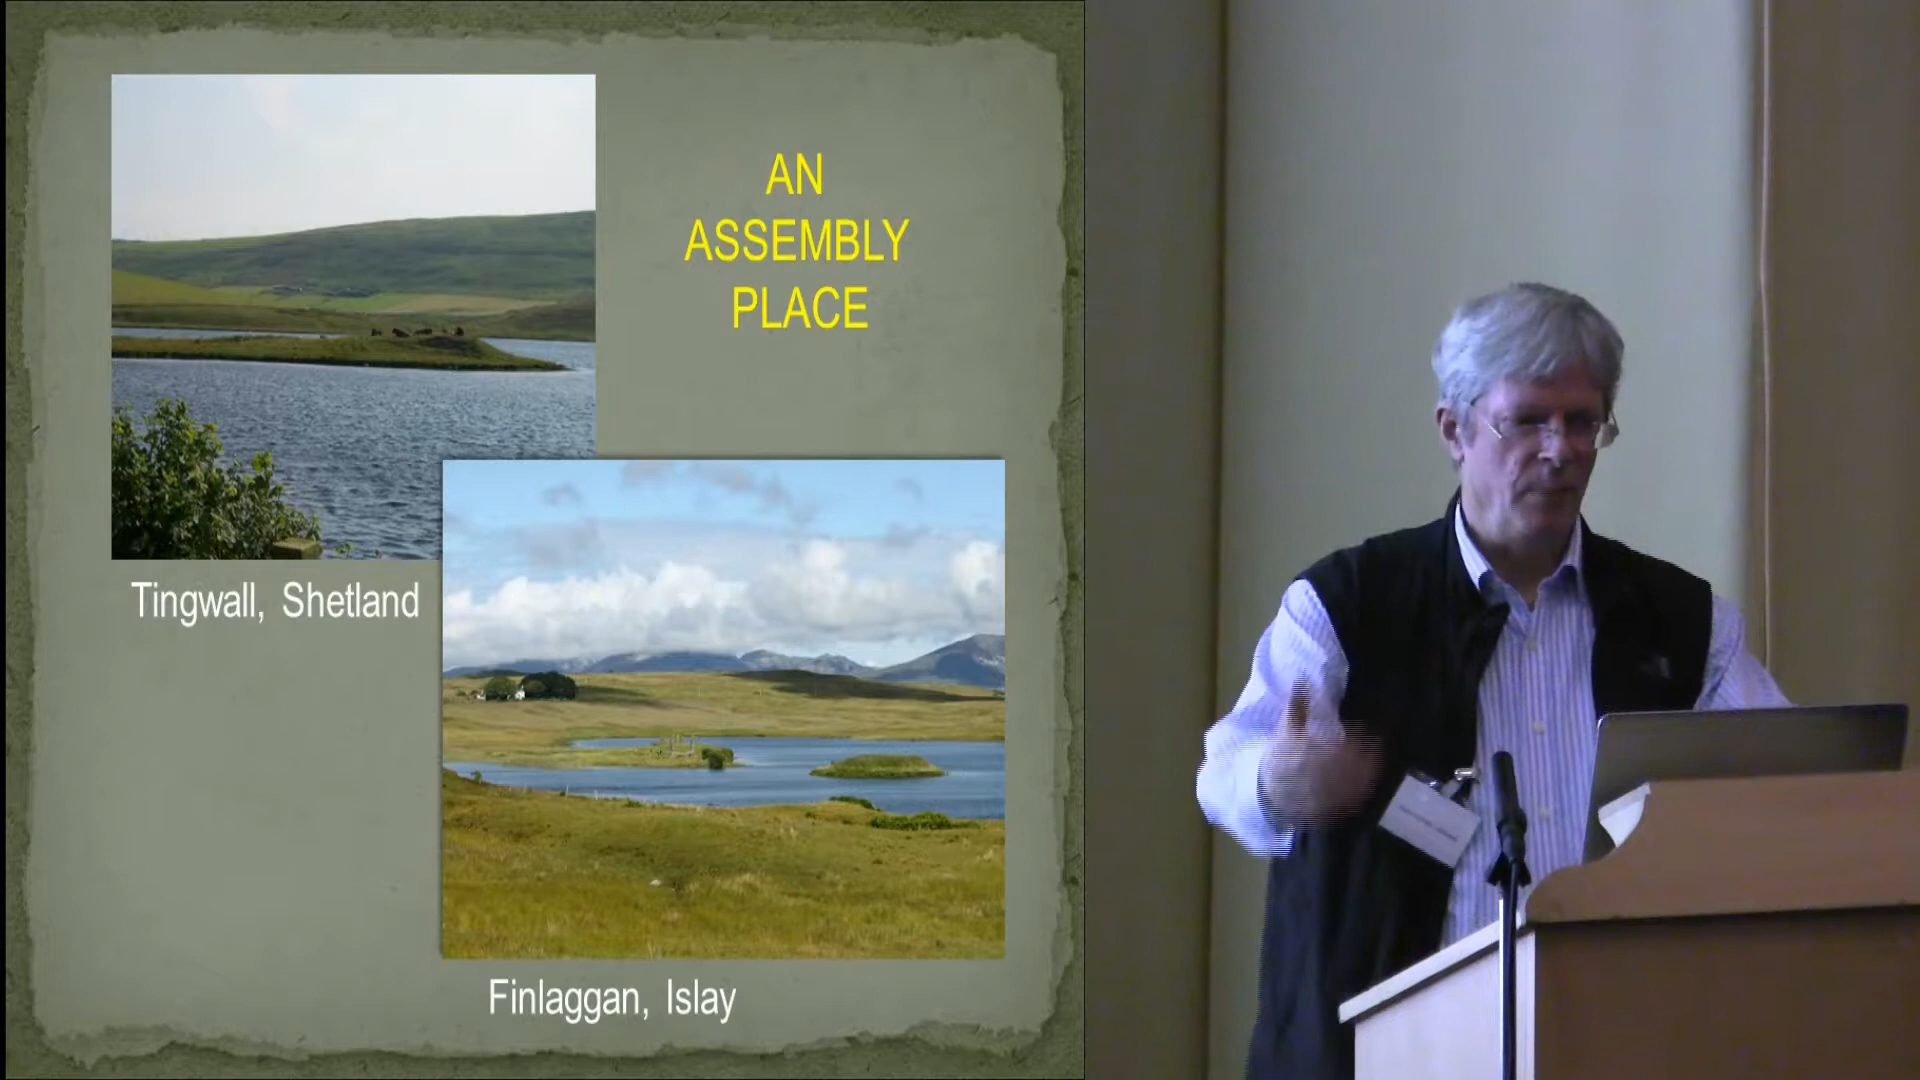 AN
ASSEMBLY
PLACE
Tingwall, Shetland
Finlaggan, Islay